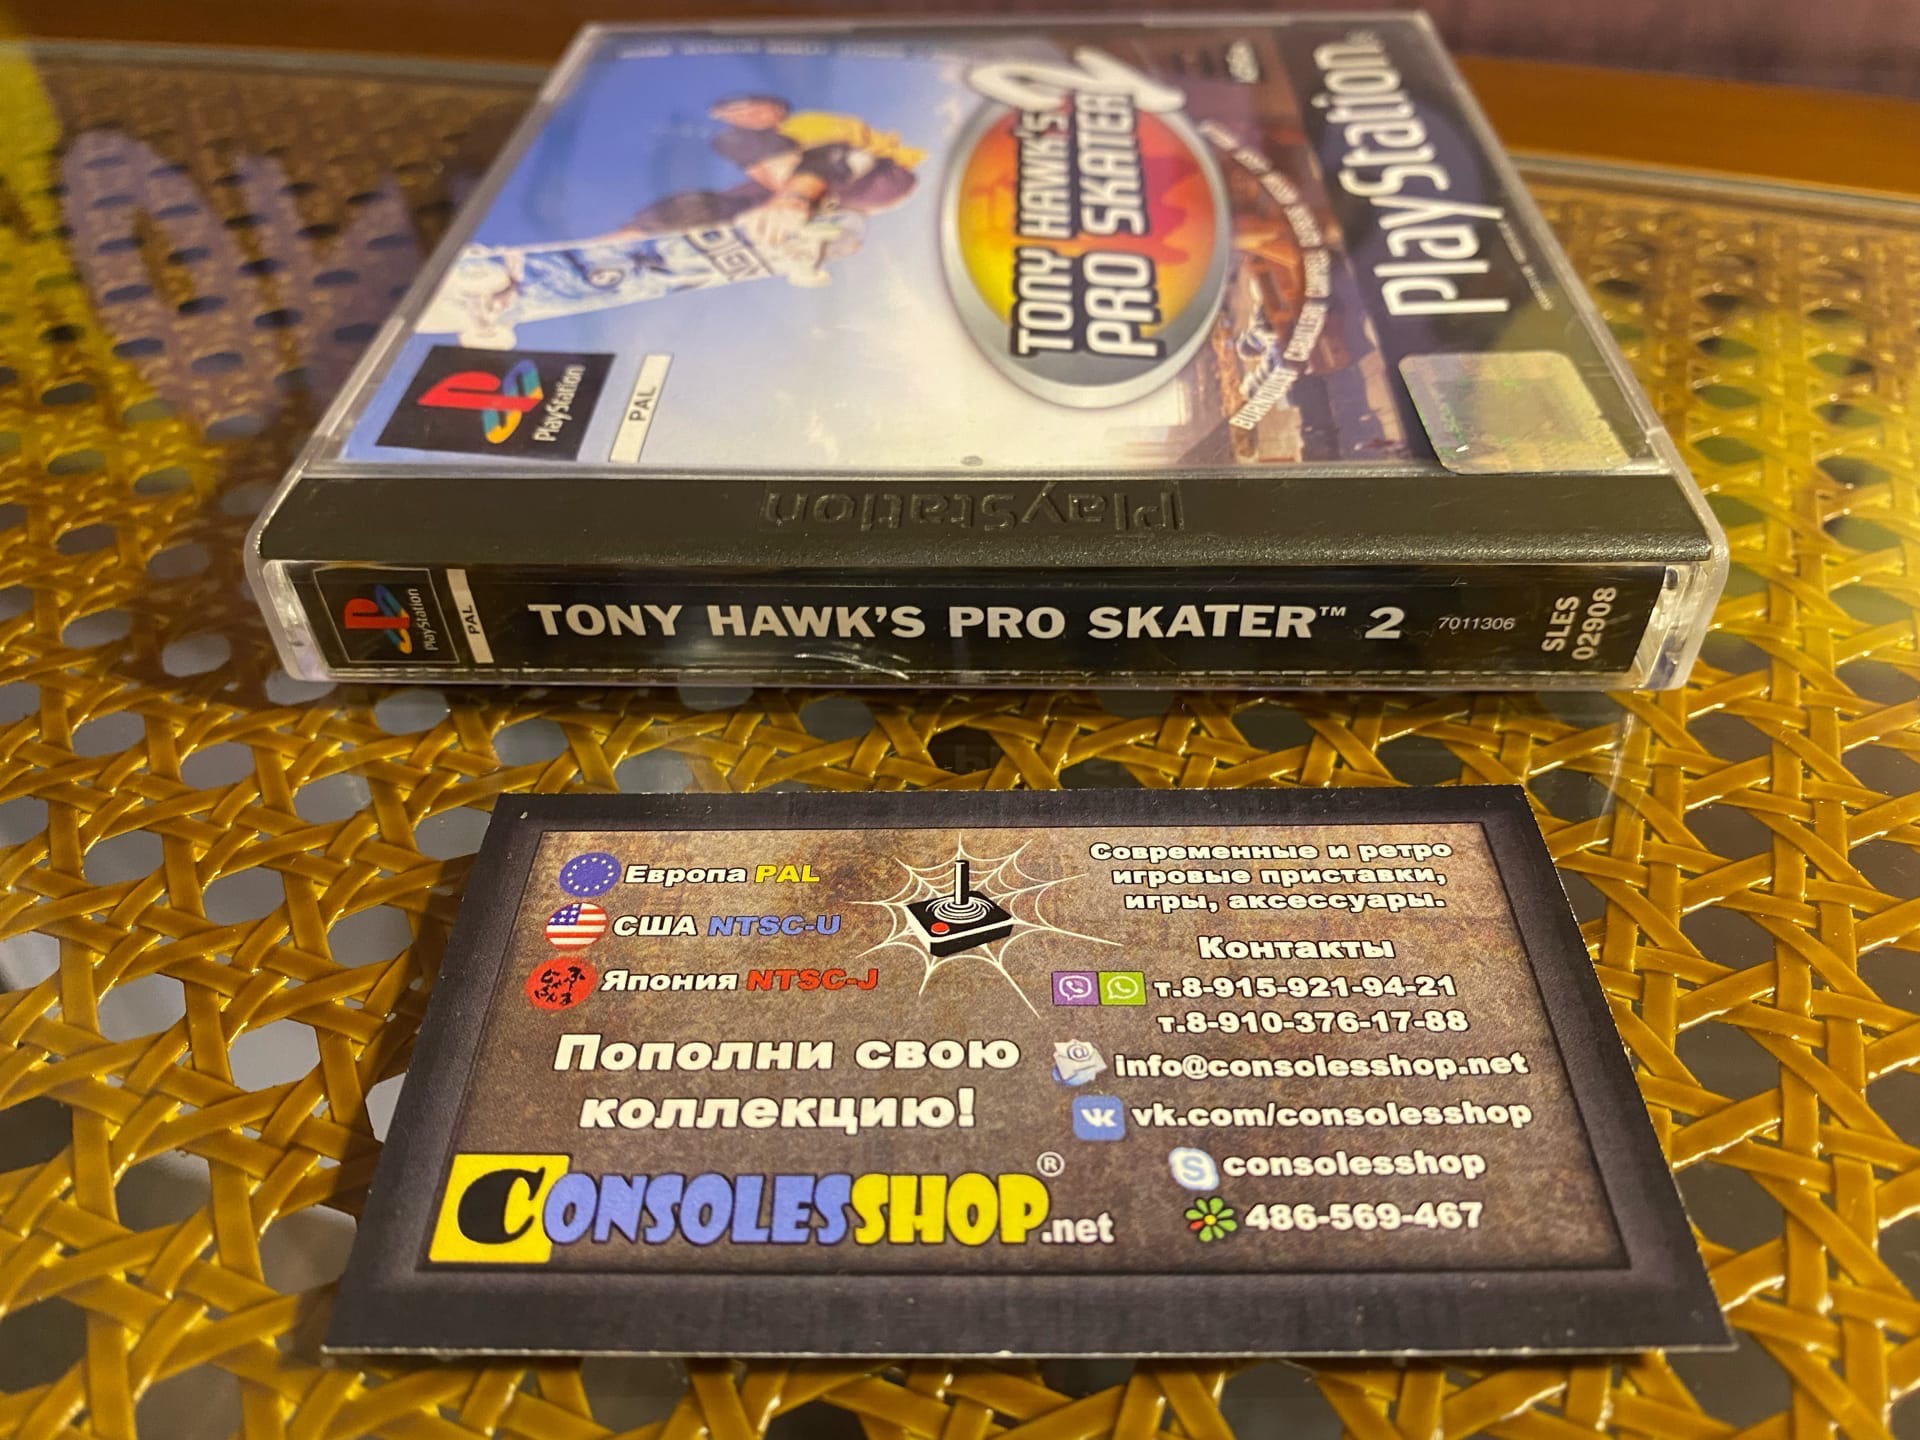 TONY HAWK'S
PRO SKATER 2
PlayStation
PlayStation
PAL
PlayStation
PlayStation
PAL
TONY HAWK'S PRO SKATER™ 2
7011306
SLES
02908
Европа PAL
США NTSC-U
Япония NTSC-J
Пополни свою
коллекцию!
CONSOLESSHOP.net®
Современные и ретро
игровые приставки,
игры, аксессуары.
Контакты
т.8-915-921-94-21
т.8-910-376-17-88
info@consolesshop.net
vk.com/consolesshop
consolesshop
486-569-467